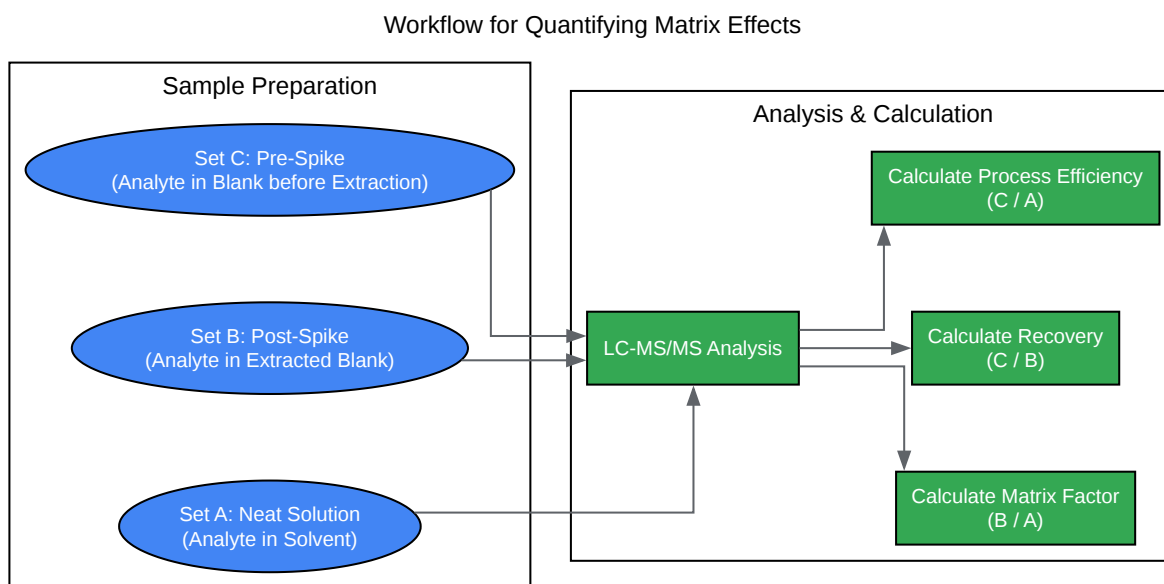 Workflow for Quantifying Matrix Effects
Sample Preparation
Set C: Pre-Spike
(Analyte in Blank before Extraction)
Set B: Post-Spike
(Analyte in Extracted Blank)
Set A: Neat Solution
(Analyte in Solvent)
Analysis & Calculation
LC-MS/MS Analysis
Calculate Process Efficiency
(C / A)
Calculate Recovery
(C / B)
Calculate Matrix Factor
(B / A)